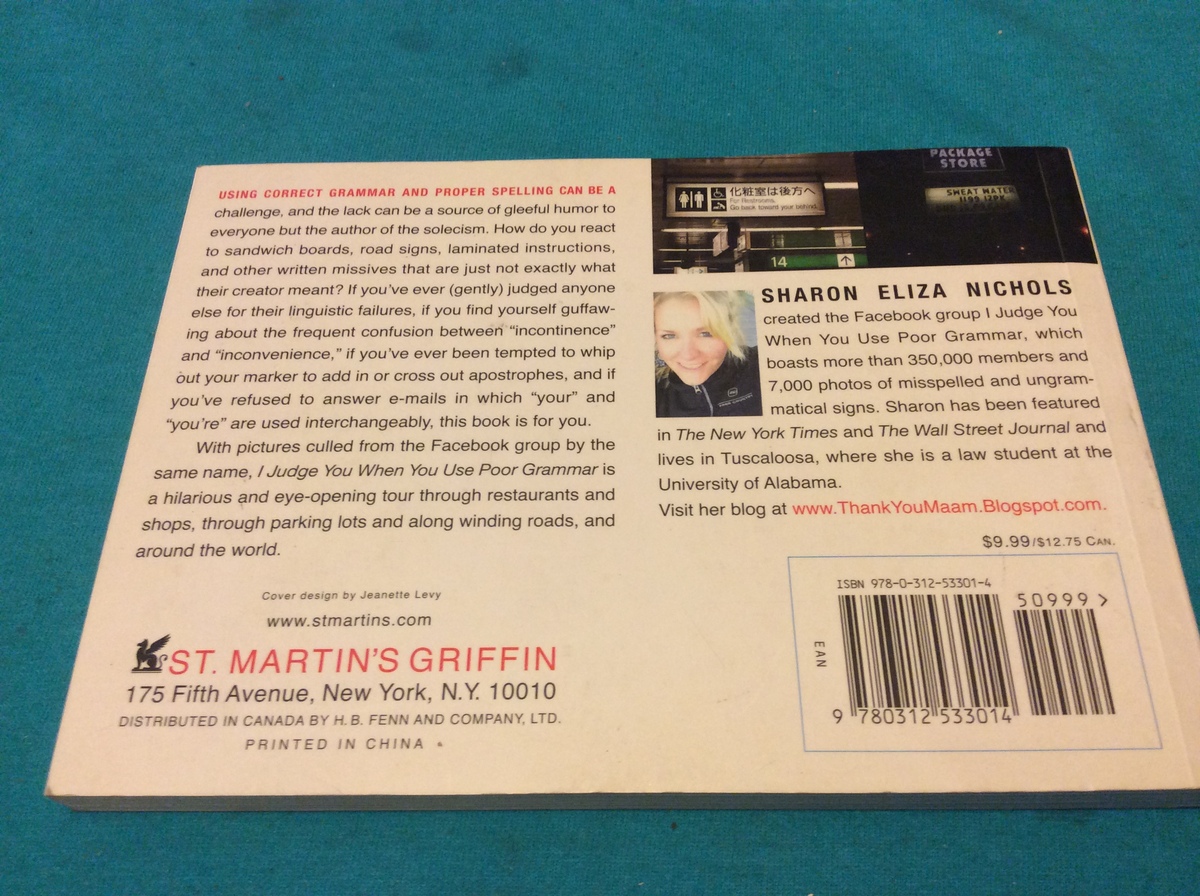 USING CORRECT GRAMMAR AND PROPER SPELLING CAN BE A
challenge, and the lack can be a source of gleeful humor to
everyone but the author of the solecism. How do you react
to sandwich boards, road signs, laminated instructions,
and other written missives that are just not exactly what
their creator meant? If you've ever (gently) judged anyone
else for their linguistic failures, if you find yourself guffaw-
ing about the frequent confusion between "incontinence"
and "inconvenience," if you've ever been tempted to whip
out your marker to add in or cross out apostrophes, and if
you've refused to answer e-mails in which "your" and
"you're" are used interchangeably, this book is for you.
With pictures culled from the Facebook group by the
same name, I Judge You When You Use Poor Grammar is
a hilarious and eye-opening tour through restaurants and
shops, through parking lots and along winding roads, and
around the world.
Cover design by Jeanette Levy
www.stmartins.com
ST. MARTIN'S GRIFFIN
175 Fifth Avenue, New York, N.Y. 10010
DISTRIBUTED IN CANADA BY H. B. FENN AND COMPANY, LTD.
PRINTED IN CHINA
化粧室は後方へ
For Restrooms,
Go back toward your behind.
14
PACKAGE
STORE
SWEAT WATER
1199 12PK
SHARON ELIZA NICHOLS
created the Facebook group I Judge You
When You Use Poor Grammar, which
boasts more than 350,000 members and
7,000 photos of misspelled and ungram-
matical signs. Sharon has been featured
in The New York Times and The Wall Street Journal and
lives in Tuscaloosa, where she is a law student at the
University of Alabama.
Visit her blog at www.ThankYouMaam.Blogspot.com.
$9.99/$12.75 CAN.
ISBN 978-0-312-53301-4
50999>
EAN
9 780312 533014